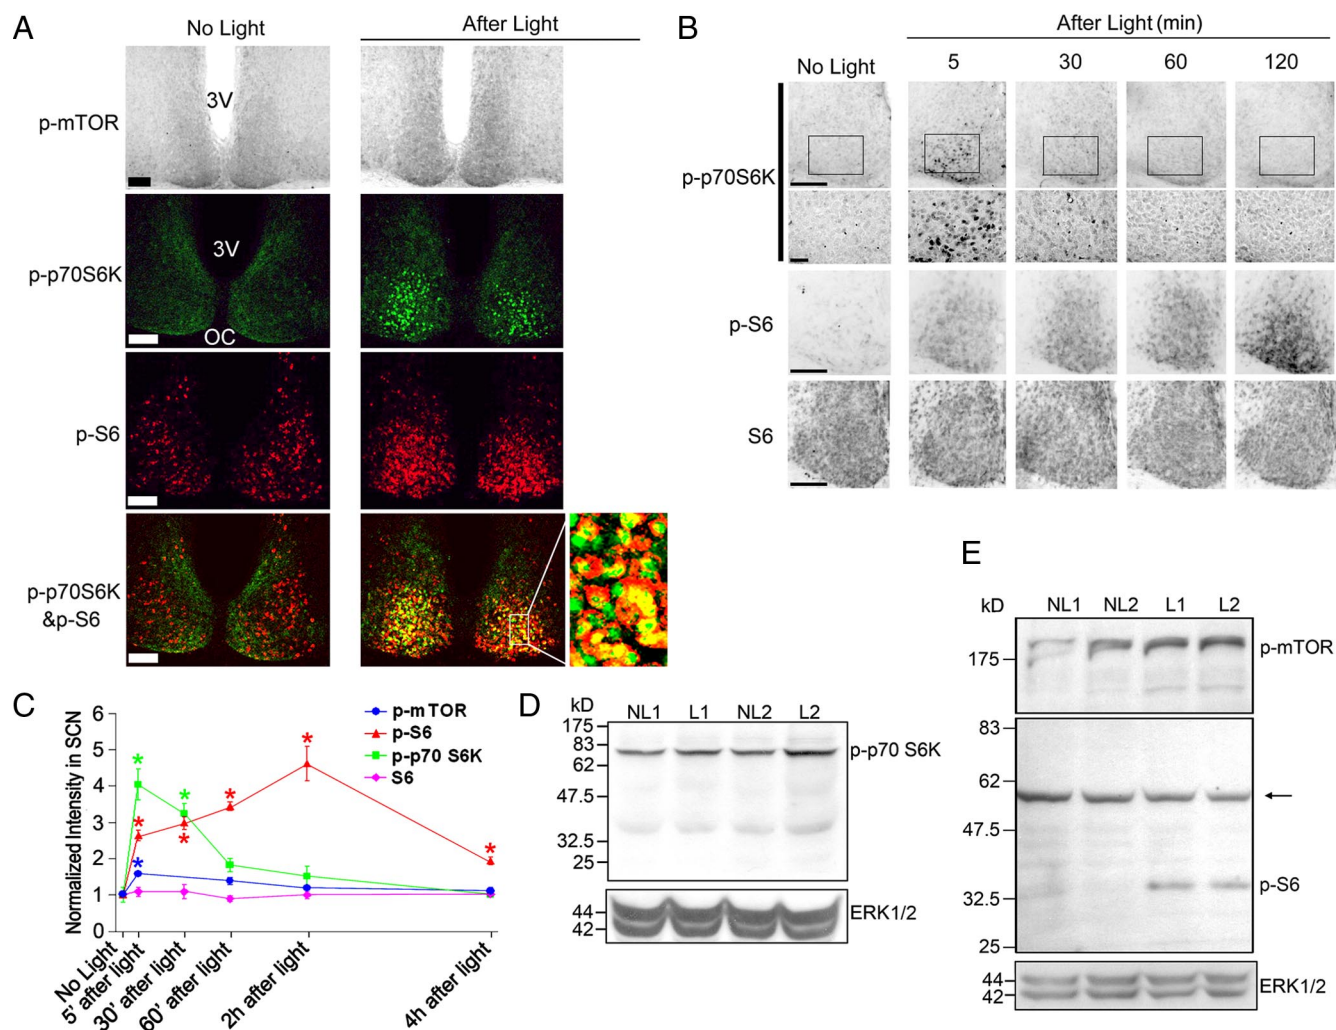 A
No Light
After Light
p-mTOR
3V
p-p70S6K
3V
OC
p-S6
p-p70S6K
&p-S6
B
After Light (min)
No Light
5
30
60
120
p-p70S6K
p-S6
S6
C
Normalized Intensity in SCN
6
5
4
3
2
1
0
p-mTOR
p-S6
p-p70 S6K
S6
*
*
*
*
*
*
*
*
No Light
5' after light
30' after light
60' after light
2h after light
4h after light
D
kD
NL1
L1
NL2
L2
175
83
62
47.5
32.5
25
p-p70 S6K
44
42
ERK1/2
E
kD
NL1
NL2
L1
L2
175
p-mTOR
83
62
47.5
32.5
25
p-S6
44
42
ERK1/2